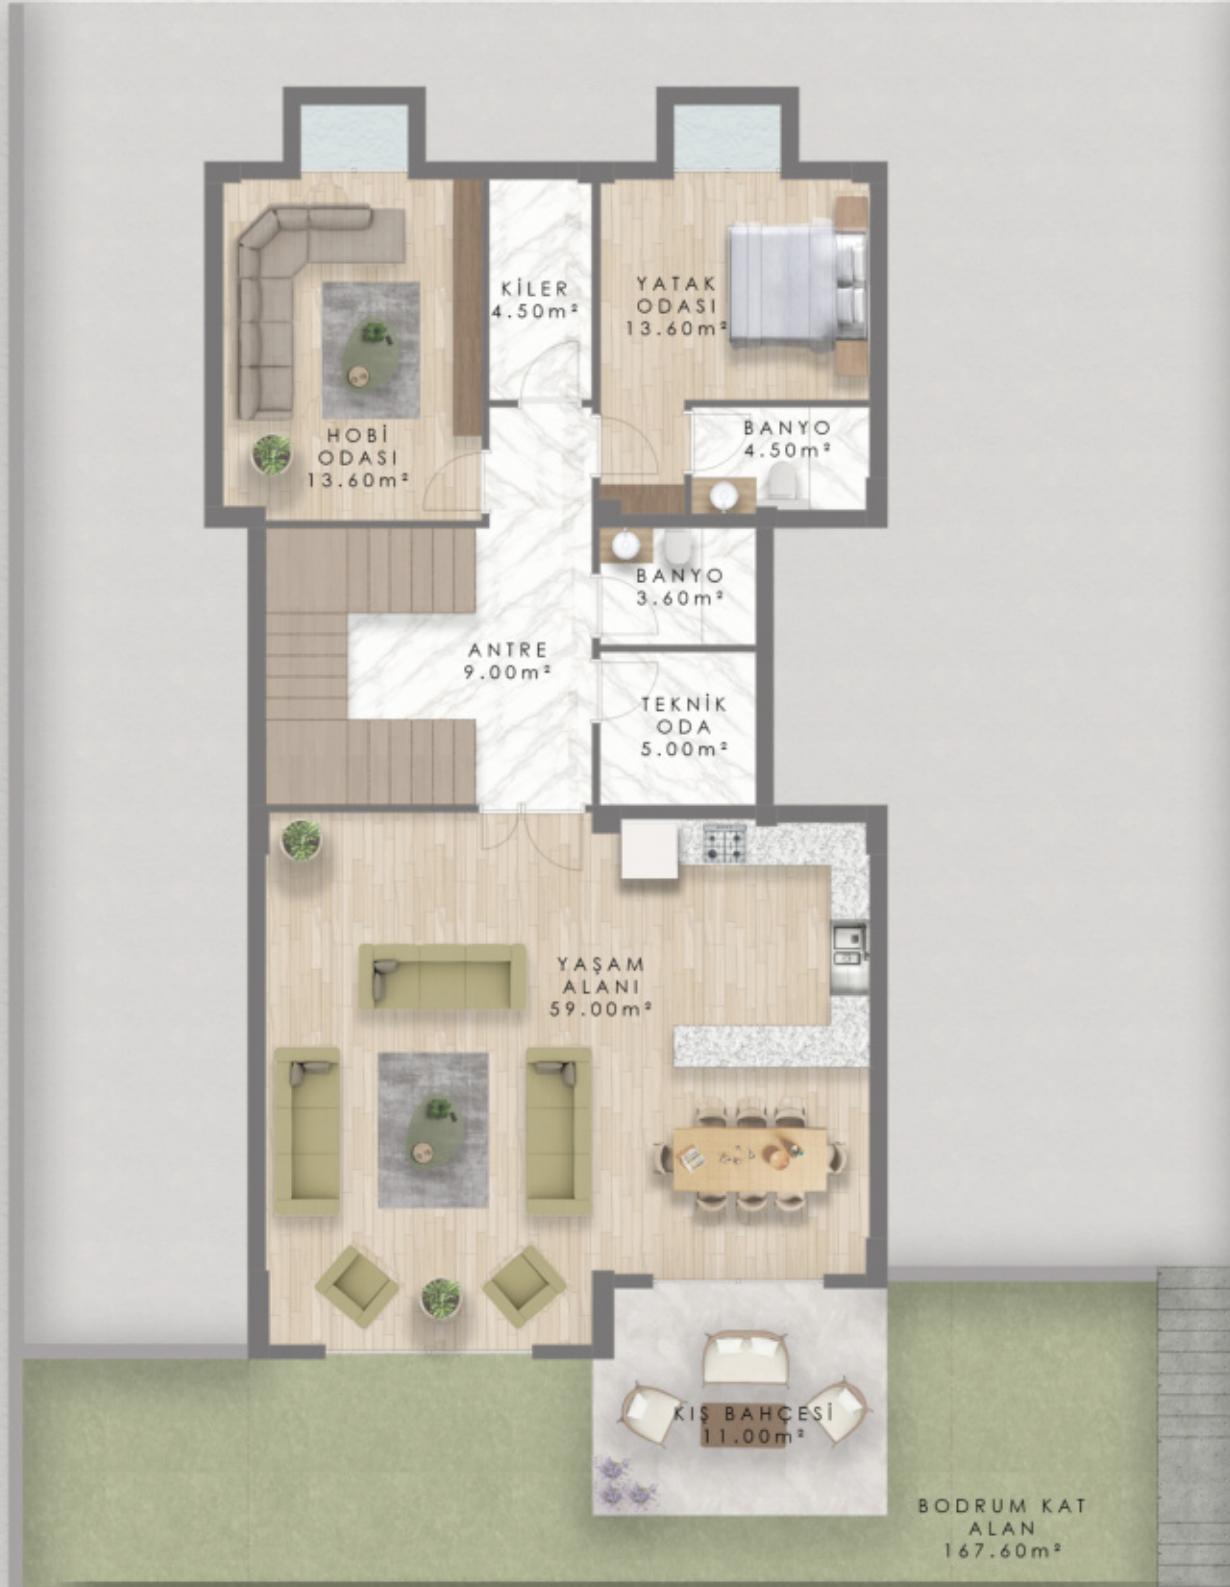 KİLER
4.50m²
YATAK
ODASI
13.60m²
HOBİ
ODASI
13.60m²
BANYO
4.50m²
BANYO
3.60m²
ANTRE
9.00m²
TEKNİK
ODA
5.00m²
YAŞAM
ALANI
59.00m²
KIŞ BAHÇESİ
11.00m²
BODRUM KAT
ALAN
167.60m²